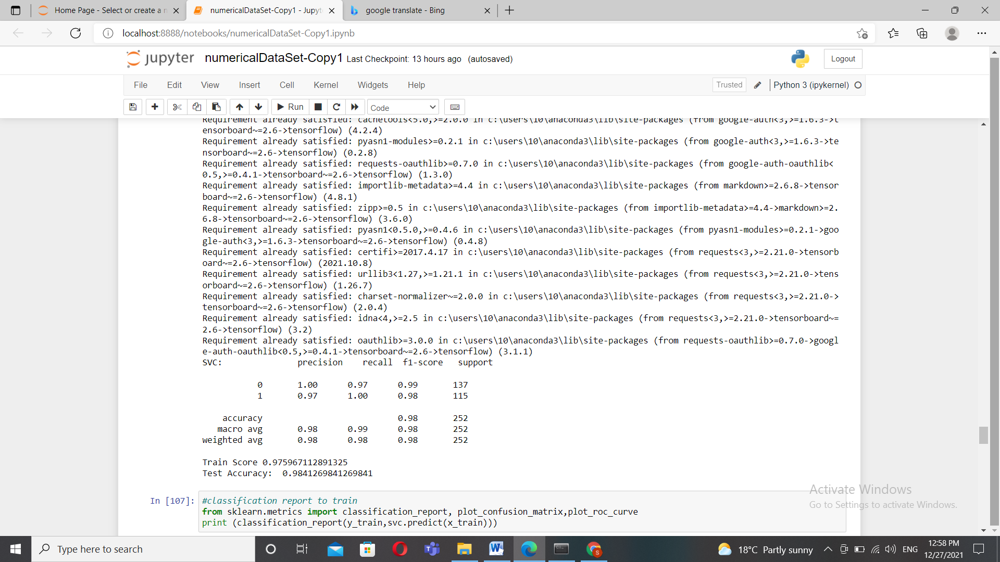 Home Page - Select or create a n
numericalDataSet-Copy1 - Jupyte
google translate - Bing
localhost:8888/notebooks/numericalDataSet-Copy1.ipynb
jupyter numericalDataSet-Copy1 Last Checkpoint: 13 hours ago (autosaved)
Logout
File Edit View Insert Cell Kernel Widgets Help
Trusted
Python 3 (ipykernel)
Run
Code
Requirement already satisfied: cachetools<5.0,>=2.0.0 in c:\users\10\anaconda3\lib\site-packages (from google-auth<3,>=1.6.3->t
ensorboard~=2.6->tensorflow) (4.2.4)
Requirement already satisfied: pyasn1-modules>=0.2.1 in c:\users\10\anaconda3\lib\site-packages (from google-auth<3,>=1.6.3->te
nsorboard~=2.6->tensorflow) (0.2.8)
Requirement already satisfied: requests-oauthlib>=0.7.0 in c:\users\10\anaconda3\lib\site-packages (from google-auth-oauthlib<
0.5,>=0.4.1->tensorboard~=2.6->tensorflow) (1.3.0)
Requirement already satisfied: importlib-metadata>=4.4 in c:\users\10\anaconda3\lib\site-packages (from markdown>=2.6.8->tensor
board~=2.6->tensorflow) (4.8.1)
Requirement already satisfied: zipp>=0.5 in c:\users\10\anaconda3\lib\site-packages (from importlib-metadata>=4.4->markdown>=2.
6.8->tensorboard~=2.6->tensorflow) (3.6.0)
Requirement already satisfied: pyasn1<0.5.0,>=0.4.6 in c:\users\10\anaconda3\lib\site-packages (from pyasn1-modules>=0.2.1->goo
gle-auth<3,>=1.6.3->tensorboard~=2.6->tensorflow) (0.4.8)
Requirement already satisfied: certifi>=2017.4.17 in c:\users\10\anaconda3\lib\site-packages (from requests<3,>=2.21.0->tensorb
oard~=2.6->tensorflow) (2021.10.8)
Requirement already satisfied: urllib3<1.27,>=1.21.1 in c:\users\10\anaconda3\lib\site-packages (from requests<3,>=2.21.0->tens
orboard~=2.6->tensorflow) (1.26.7)
Requirement already satisfied: charset-normalizer~=2.0.0 in c:\users\10\anaconda3\lib\site-packages (from requests<3,>=2.21.0->
tensorboard~=2.6->tensorflow) (2.0.4)
Requirement already satisfied: idna<4,>=2.5 in c:\users\10\anaconda3\lib\site-packages (from requests<3,>=2.21.0->tensorboard~=
2.6->tensorflow) (3.2)
Requirement already satisfied: oauthlib>=3.0.0 in c:\users\10\anaconda3\lib\site-packages (from requests-oauthlib>=0.7.0->googl
e-auth-oauthlib<0.5,>=0.4.1->tensorboard~=2.6->tensorflow) (3.1.1)
SVC: precision recall f1-score support
0 1.00 0.97 0.99 137
1 0.97 1.00 0.98 115
accuracy 0.98 252
macro avg 0.98 0.99 0.98 252
weighted avg 0.98 0.98 0.98 252
Train Score 0.975967112891325
Test Accuracy: 0.9841269841269841
In [107]: #classification report to train
from sklearn.metrics import classification_report, plot_confusion_matrix,plot_roc_curve
print (classification_report(y_train,svc.predict(x_train)))
Activate Windows
Go to Settings to activate Windows.
Type here to search
18°C Partly sunny
ENG
12:58 PM
12/27/2021